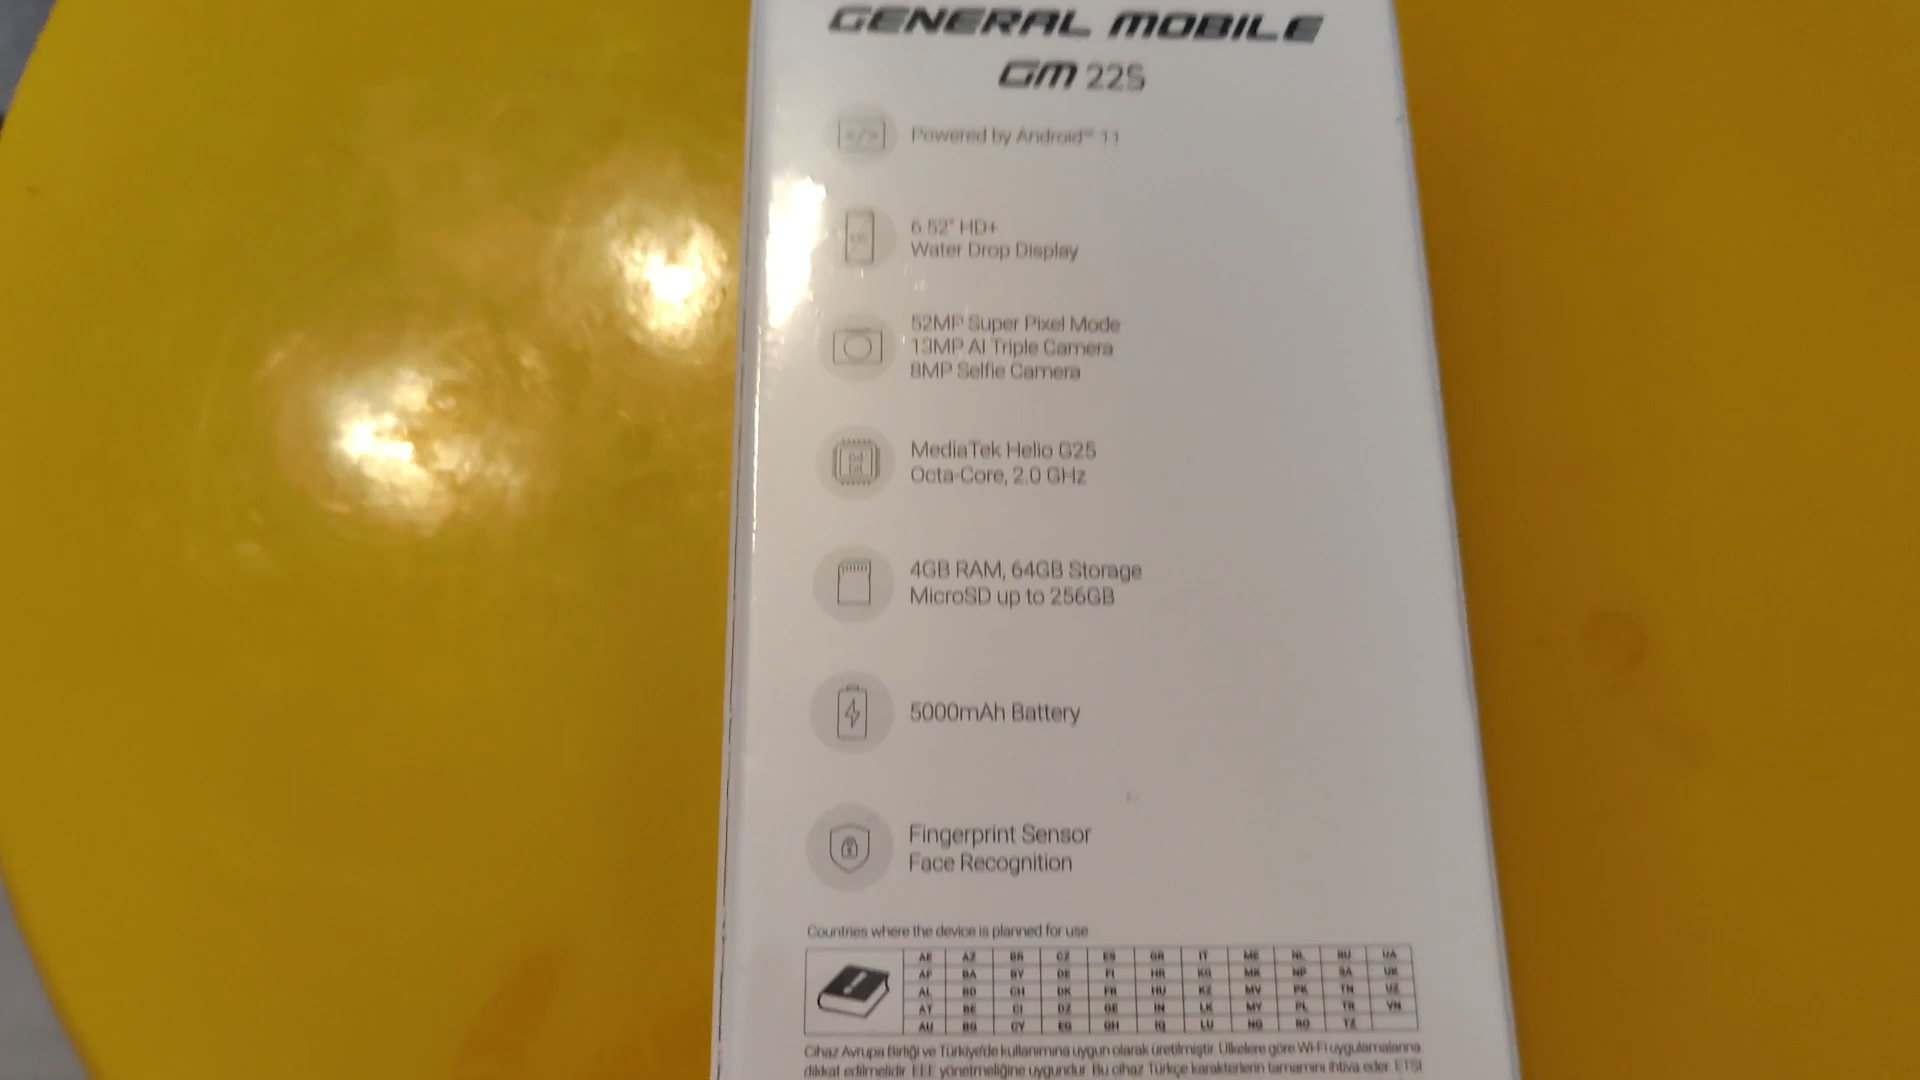 GENERAL MOBILE
GM 22S
Powered by Android™ 11
6.52" HD+
Water Drop Display
52MP Super Pixel Mode
13MP AI Triple Camera
8MP Selfie Camera
MediaTek Helio G25
Octa-Core, 2.0 GHz
64
bit
4GB RAM, 64GB Storage
MicroSD up to 256GB
5000mAh Battery
Fingerprint Sensor
Face Recognition
Countries where the device is planned for use
AE AZ BR CZ ES GR IT ME NL RU UA
AF BA BY DE FI HR KG MK NP SA UK
AL BD CH DK FR HU KZ MV PK TN UZ
AT BE CI DZ GE IN LK MY PL TR VN
AU BG CY EG GH IQ LU NG RO TZ
Cihaz Avrupa Birliği ve Türkiye'de kullanımına uygun olarak üretilmiştir. Ülkelere göre Wi-Fi uygulamalarına
dikkat edilmelidir. EEE yönetmeliğine uygundur. Bu cihaz Türkçe karakterlerin tamamını ihtiva eder. ETSI